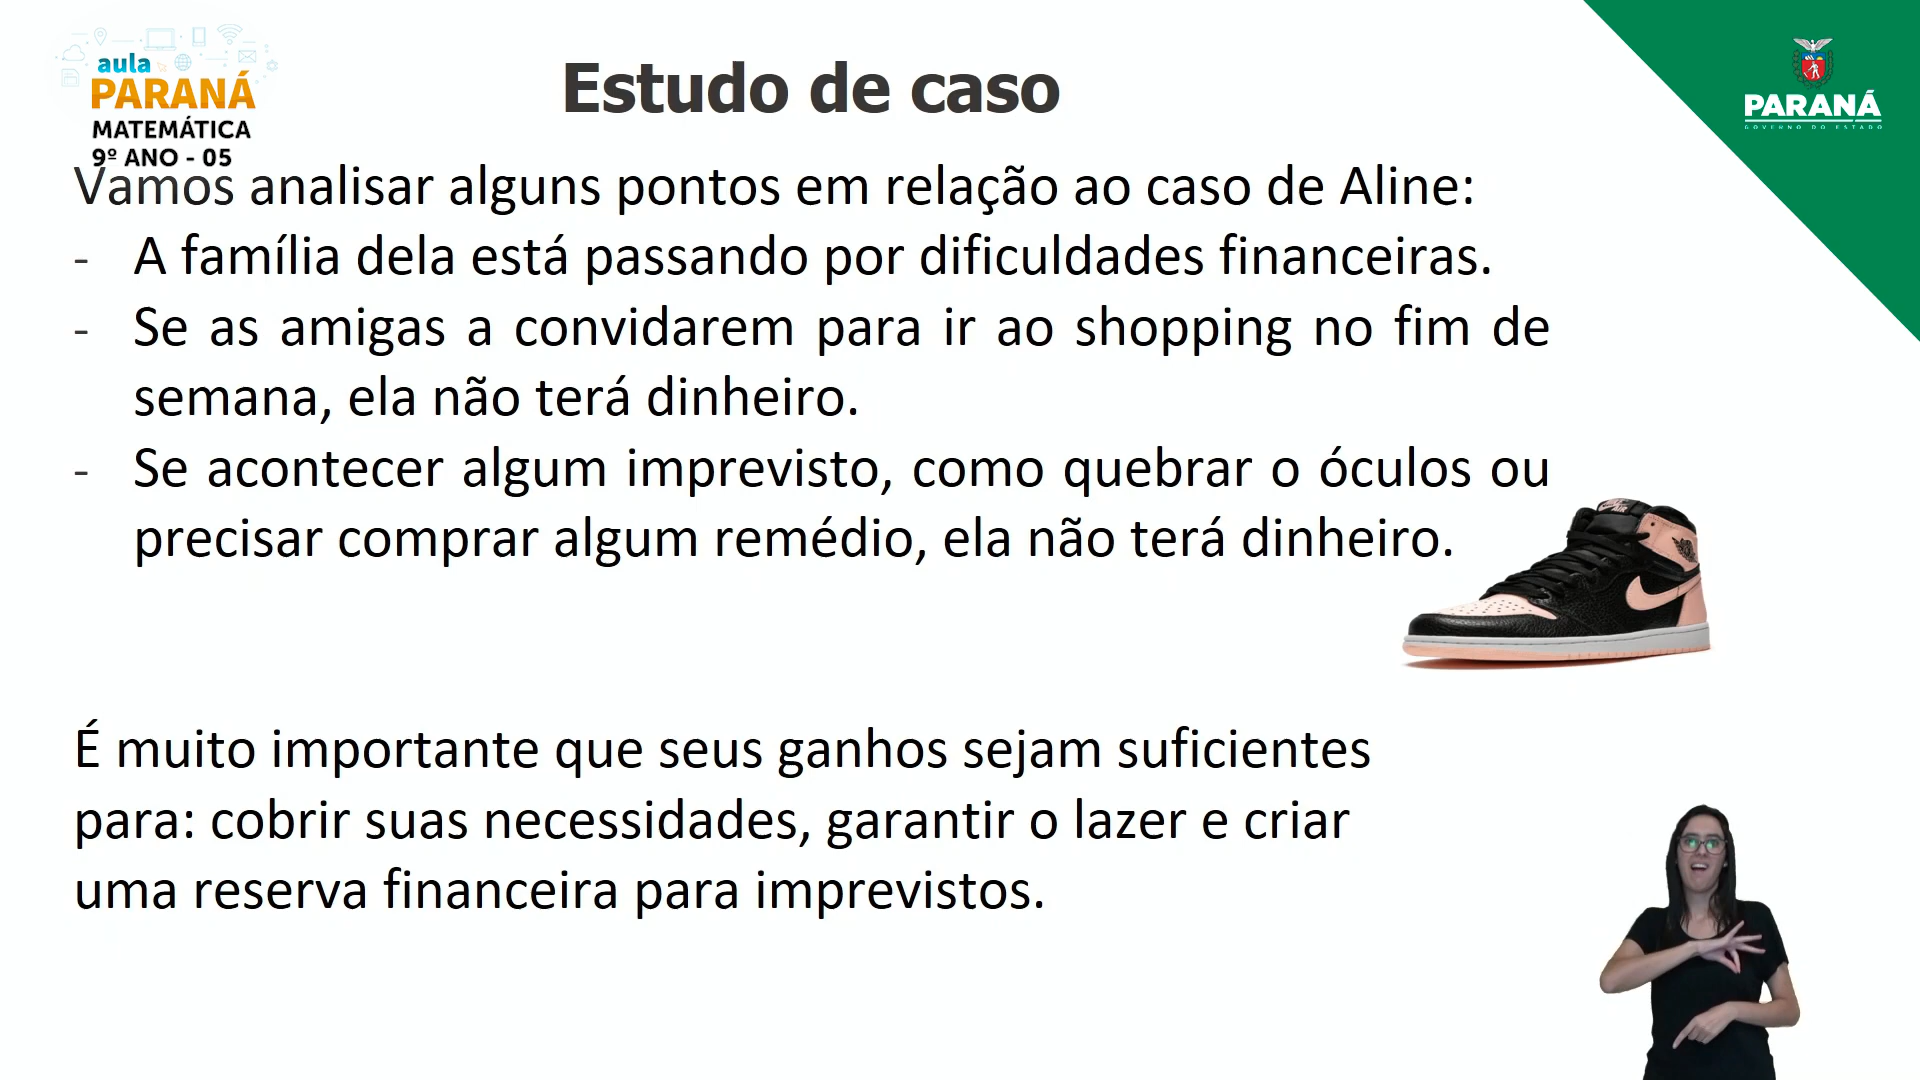 aula
PARANÁ
MATEMÁTICA
9º ANO - 05
Estudo de caso
PARANÁ
GOVERNO DO ESTADO
Vamos analisar alguns pontos em relação ao caso de Aline:
- A família dela está passando por dificuldades financeiras.
- Se as amigas a convidarem para ir ao shopping no fim de
semana, ela não terá dinheiro.
- Se acontecer algum imprevisto, como quebrar o óculos ou
precisar comprar algum remédio, ela não terá dinheiro.
É muito importante que seus ganhos sejam suficientes
para: cobrir suas necessidades, garantir o lazer e criar
uma reserva financeira para imprevistos.